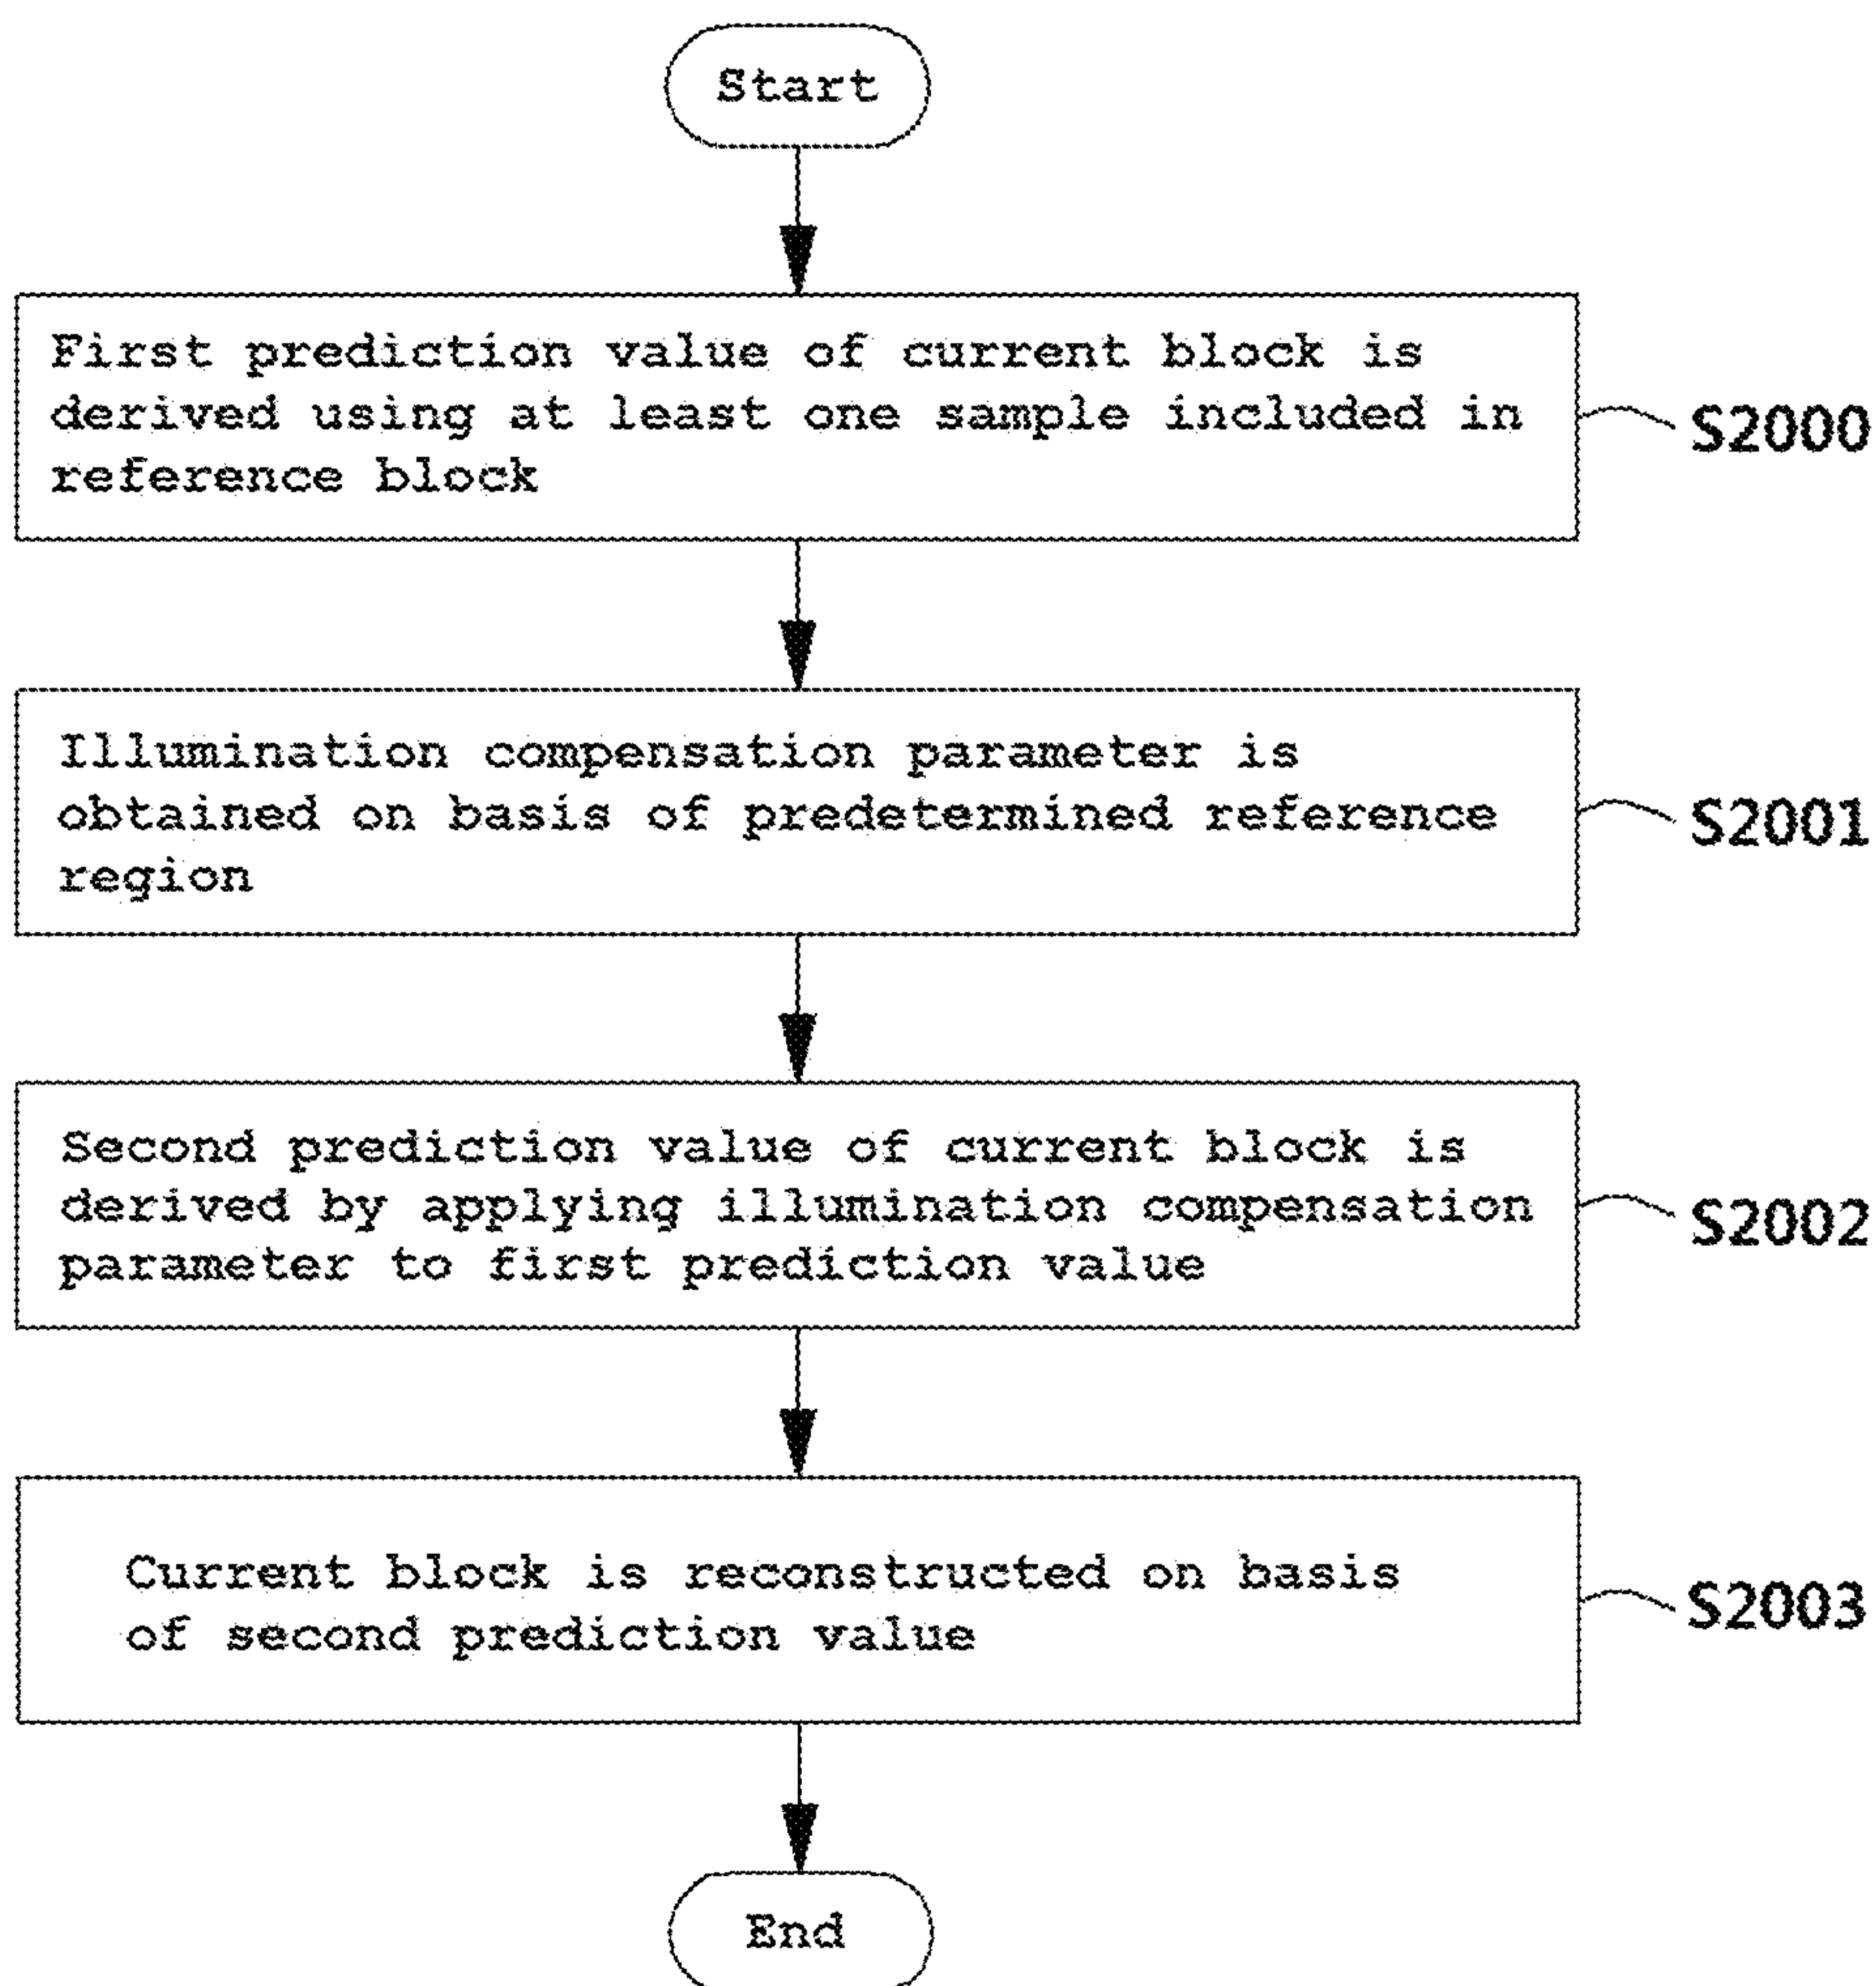 Start
First prediction value of current block is
derived using at least one sample included in
reference block
S2000
Illumination compensation parameter is
obtained on basis of predetermined reference
region
S2001
Second prediction value of current block is
derived by applying illumination compensation
parameter to first prediction value
S2002
Current block is reconstructed on basis
of second prediction value
S2003
End